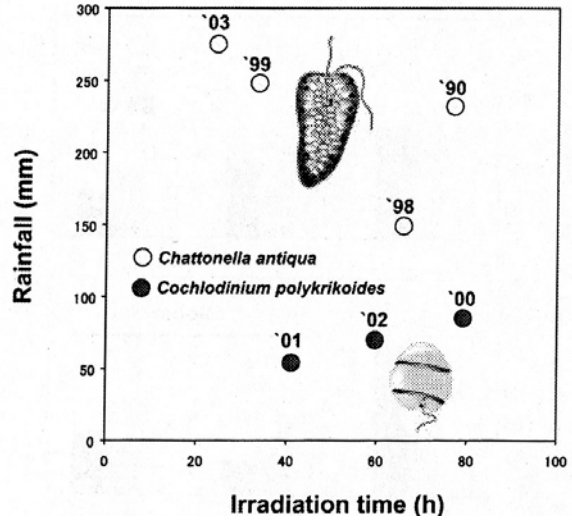 300
250
200
150
100
50
0
Rainfall (mm)
`03
`99
`90
`98
Chattonella antiqua
Cochlodinium polykrikoides
`00
`02
`01
0 20 40 60 80 100
Irradiation time (h)